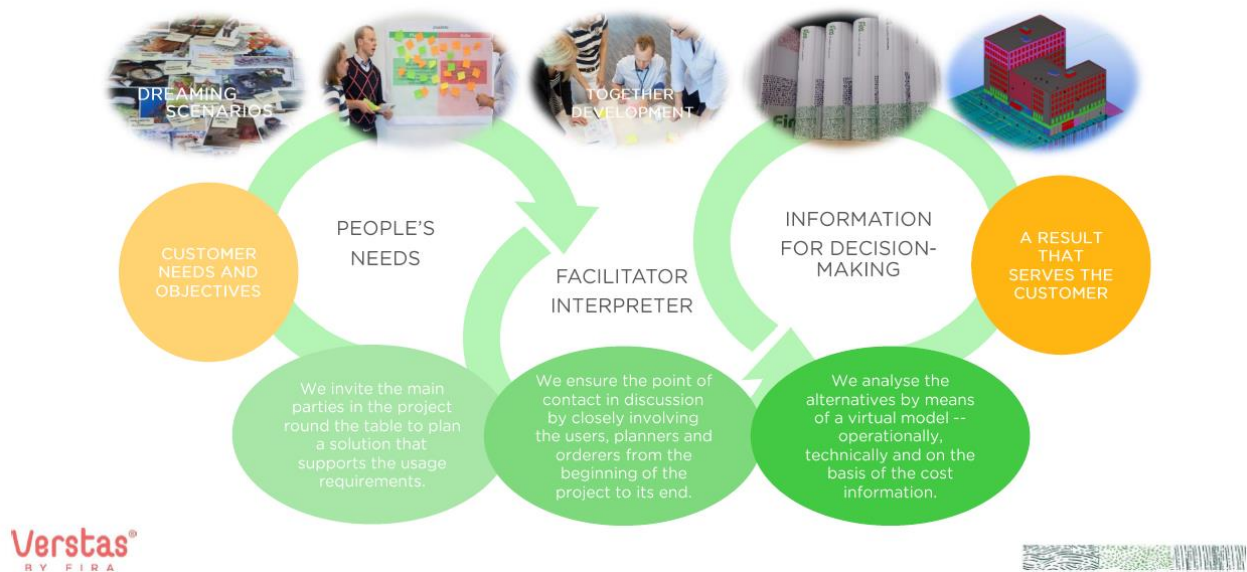 DREAMING
SCENARIOS
TOGETHER
DEVELOPMENT
CUSTOMER
NEEDS AND
OBJECTIVES
PEOPLE'S
NEEDS
FACILITATOR
INTERPRETER
INFORMATION
FOR DECISION-
MAKING
A RESULT
THAT
SERVES THE
CUSTOMER
We invite the main
parties in the project
round the table to plan
a solution that
supports the usage
requirements.
We ensure the point of
contact in discussion
by closely involving
the users, planners and
orderers from the
beginning of the
project to its end.
We analyse the
alternatives by means
of a virtual model --
operationally,
technically and on the
basis of the cost
information.
Verstas®
BY FIRA